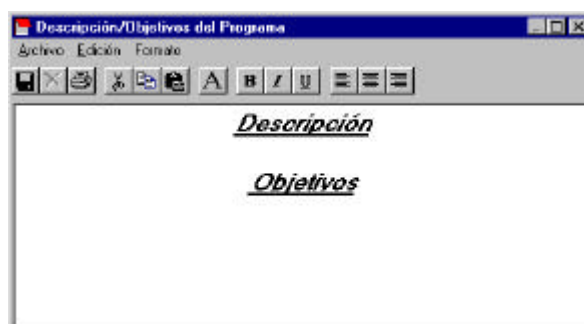 Descripción/Objetivos del Programa
Archivo Edición Formato
A B I U
Descripción
Objetivos